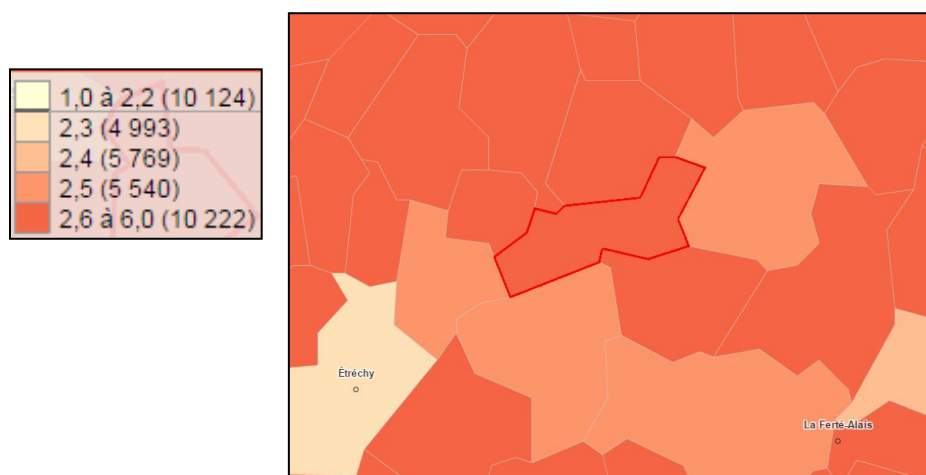 1,0 à 2,2 (10 124)
2,3 (4 993)
2,4 (5 769)
2,5 (5 540)
2,6 à 6,0 (10 222)
Étréchy
La Ferté-Alais